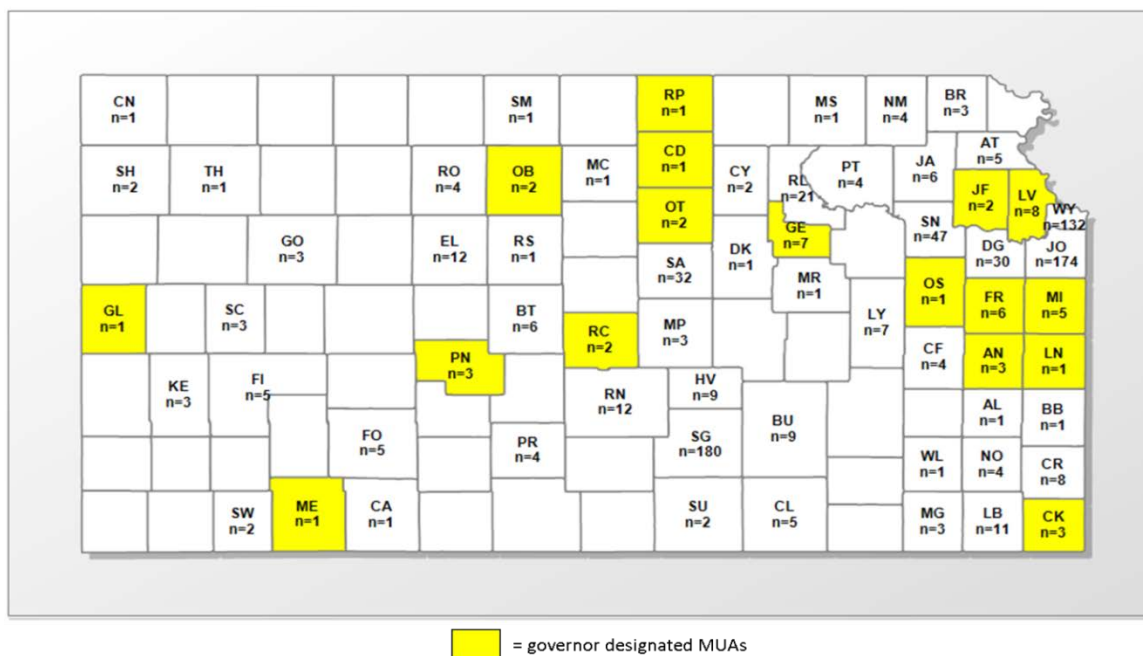 CN
n=1
SM
n=1
RP
n=1
MS
n=1
NM
n=4
BR
n=3
SH
n=2
TH
n=1
RO
n=4
OB
n=2
MC
n=1
CD
n=1
CY
n=2
RL
n=21
PT
n=4
JA
n=6
AT
n=5
JF
n=2
LV
n=8
WY
n=132
GO
n=3
EL
n=12
RS
n=1
OT
n=2
SA
n=32
DK
n=1
GE
n=7
MR
n=1
SN
n=47
DG
n=30
JO
n=174
GL
n=1
SC
n=3
BT
n=6
RC
n=2
MP
n=3
LY
n=7
OS
n=1
FR
n=6
MI
n=5
KE
n=3
FI
n=5
PN
n=3
RN
n=12
HV
n=9
CF
n=4
AN
n=3
LN
n=1
FO
n=5
PR
n=4
SG
n=180
BU
n=9
AL
n=1
BB
n=1
WL
n=1
NO
n=4
CR
n=8
SW
n=2
ME
n=1
CA
n=1
SU
n=2
CL
n=5
MG
n=3
LB
n=11
CK
n=3
= governor designated MUAs